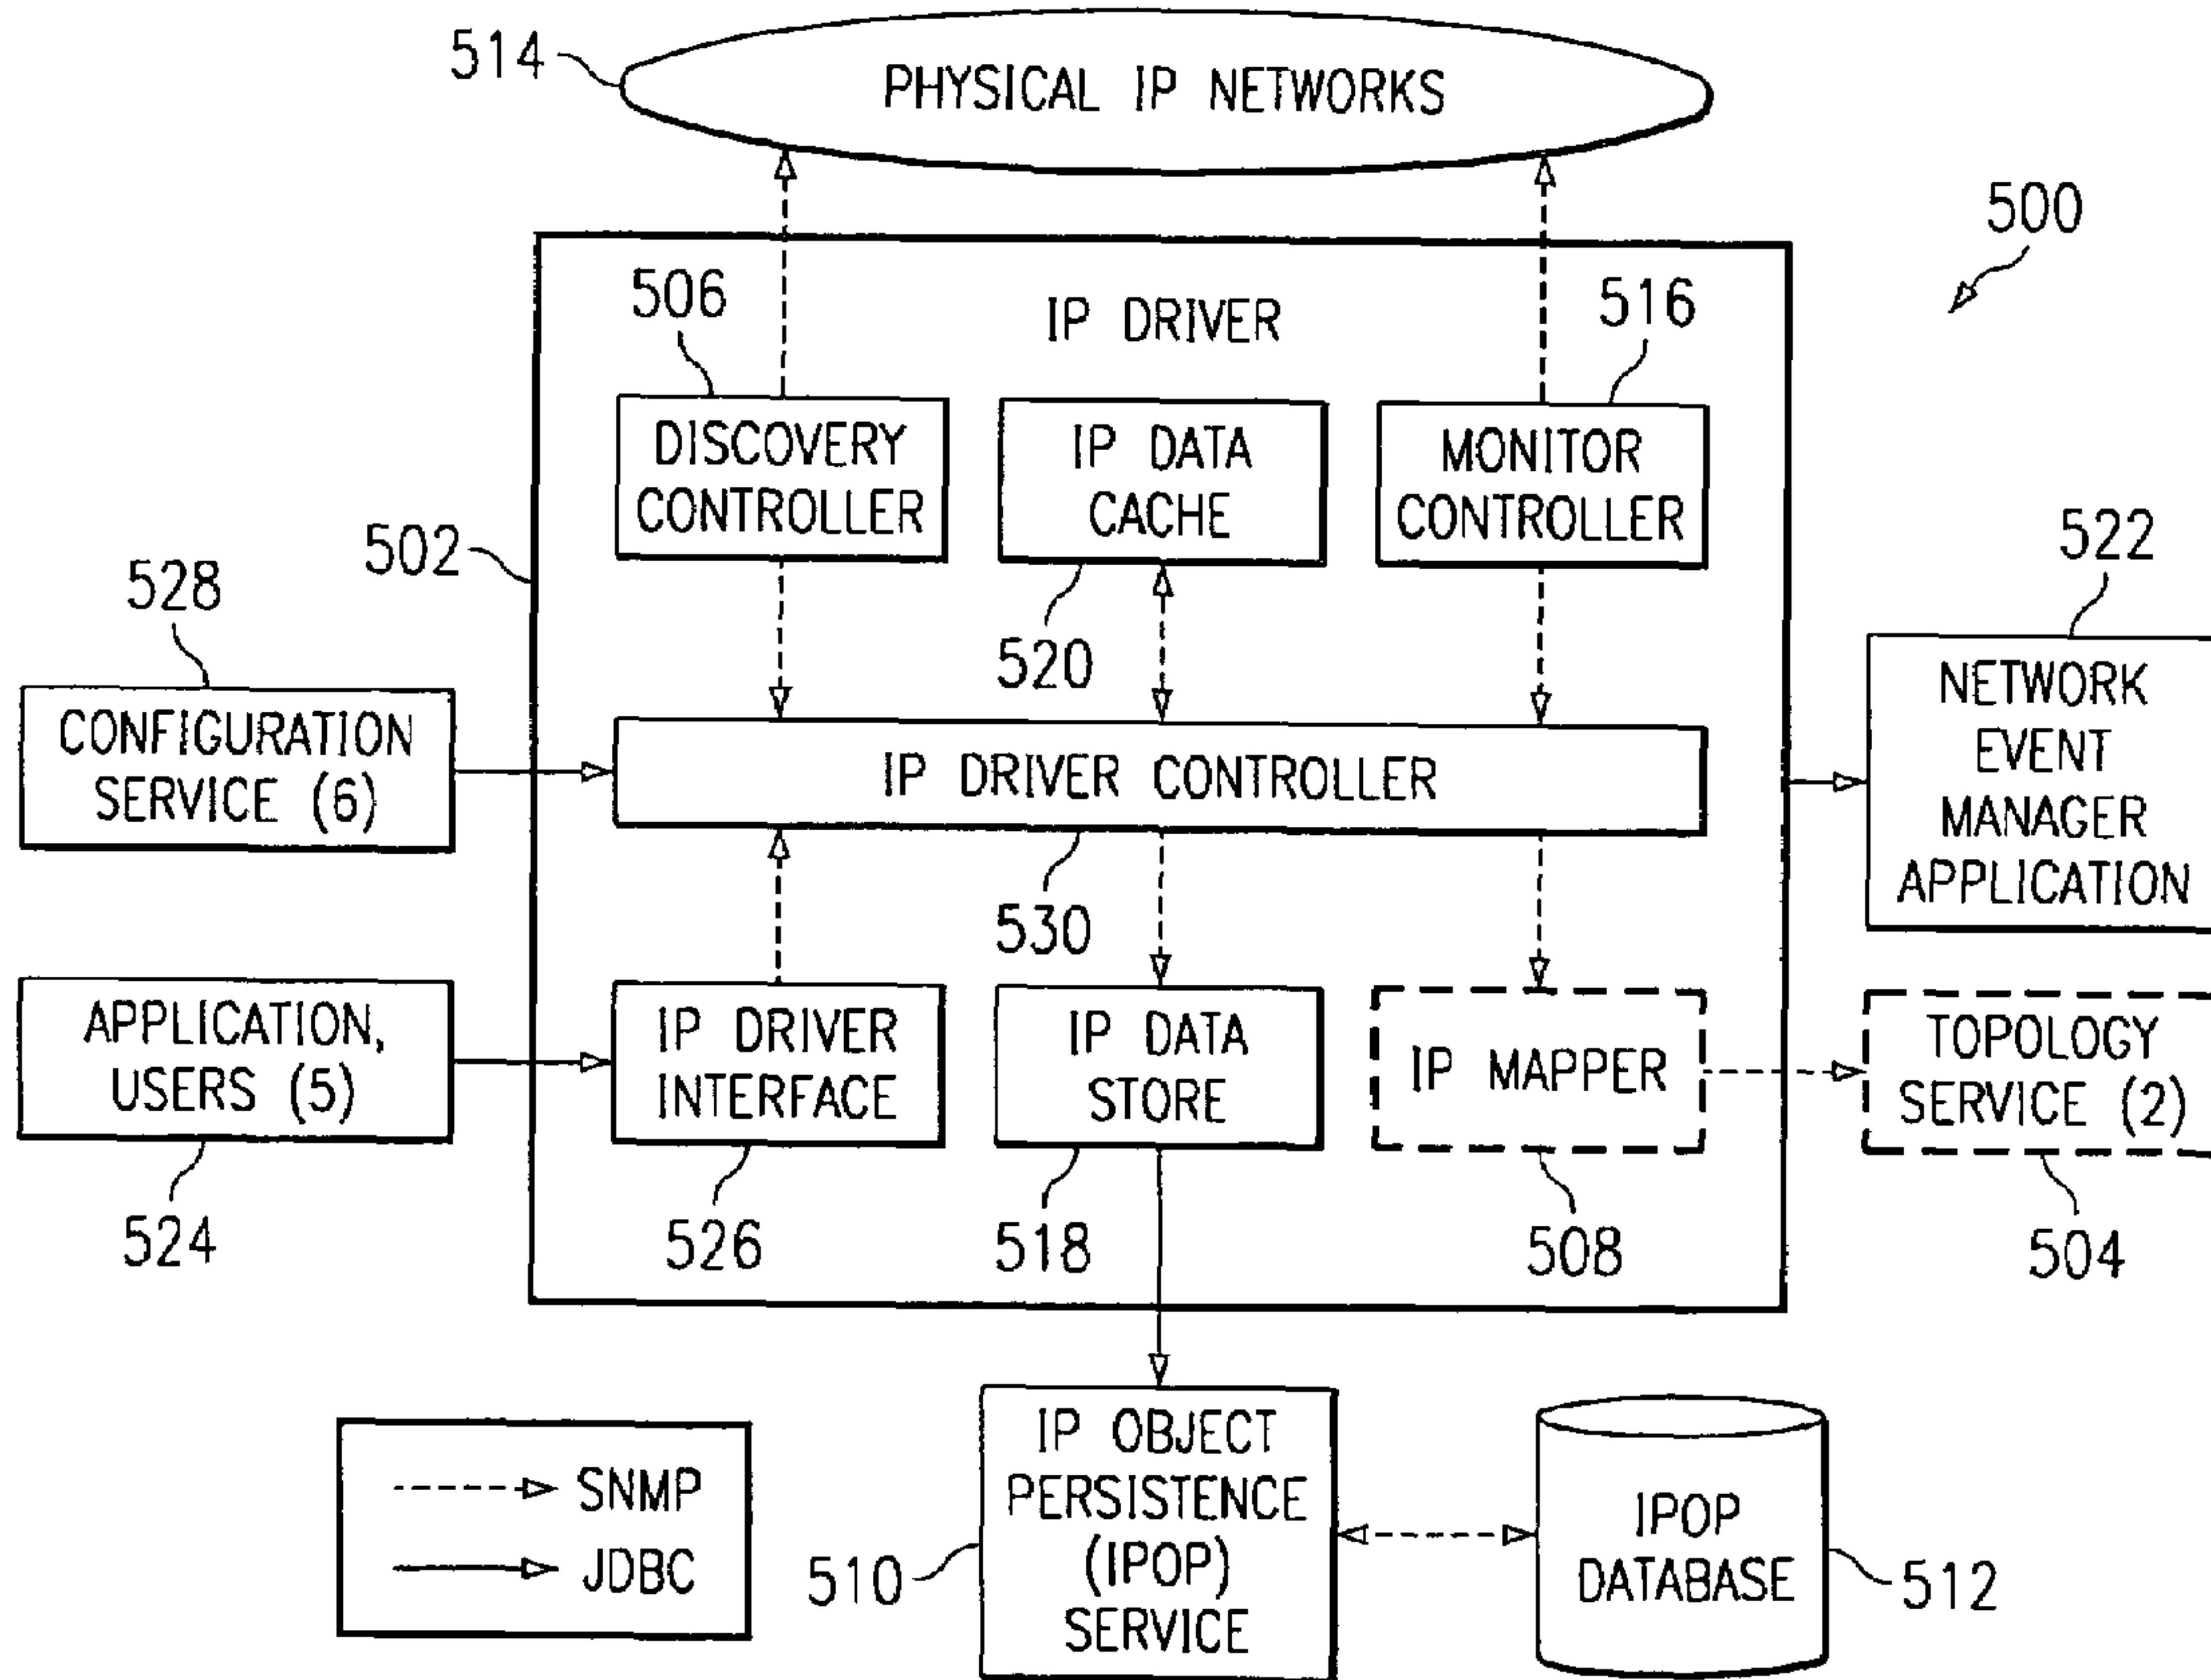 514
PHYSICAL IP NETWORKS
500
506
IP DRIVER
516
DISCOVERY
CONTROLLER
IP DATA
CACHE
MONITOR
CONTROLLER
502
520
522
528
CONFIGURATION
SERVICE (6)
IP DRIVER CONTROLLER
NETWORK
EVENT
MANAGER
APPLICATION
530
APPLICATION,
USERS (5)
IP DRIVER
INTERFACE
IP DATA
STORE
IP MAPPER
TOPOLOGY
SERVICE (2)
524
526
518
508
504
SNMP
JDBC
IP OBJECT
PERSISTENCE
(IPOP)
SERVICE
510
IPOP
DATABASE
512